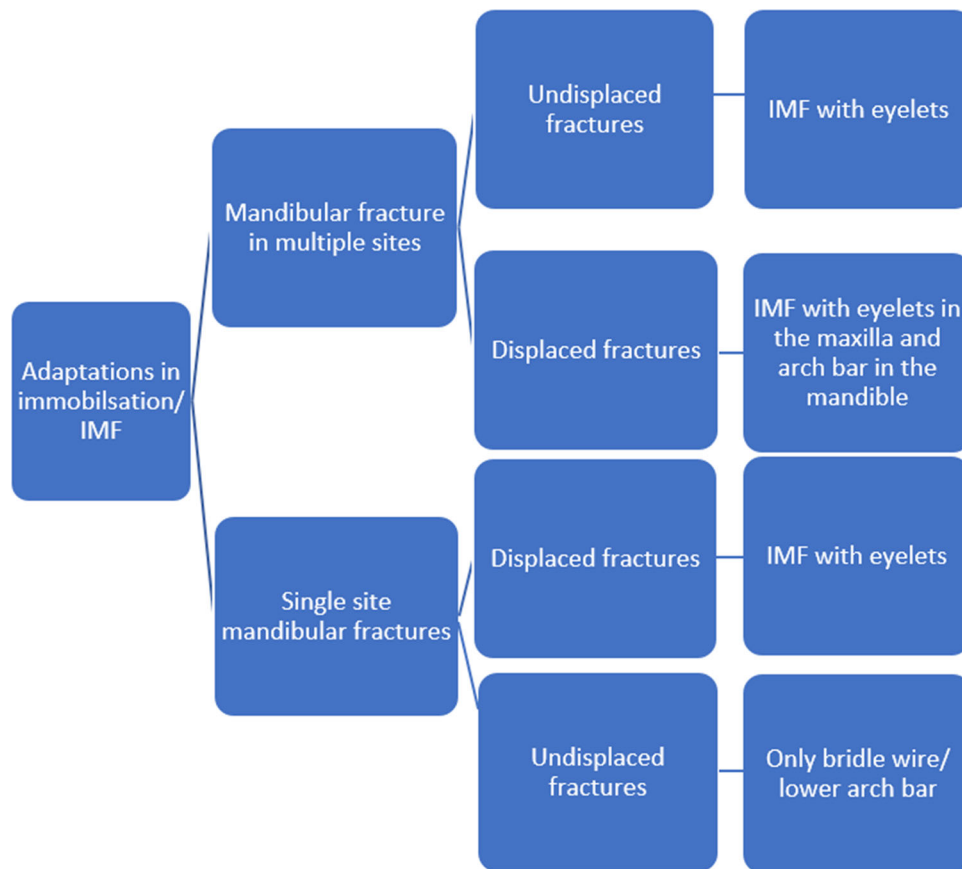 Adaptations in
immobilsation/
IMF
Mandibular fracture
in multiple sites
Undisplaced
fractures
IMF with eyelets
Displaced fractures
IMF with eyelets in
the maxilla and
arch bar in the
mandible
Single site
mandibular fractures
Displaced fractures
IMF with eyelets
Undisplaced
fractures
Only bridle wire/
lower arch bar